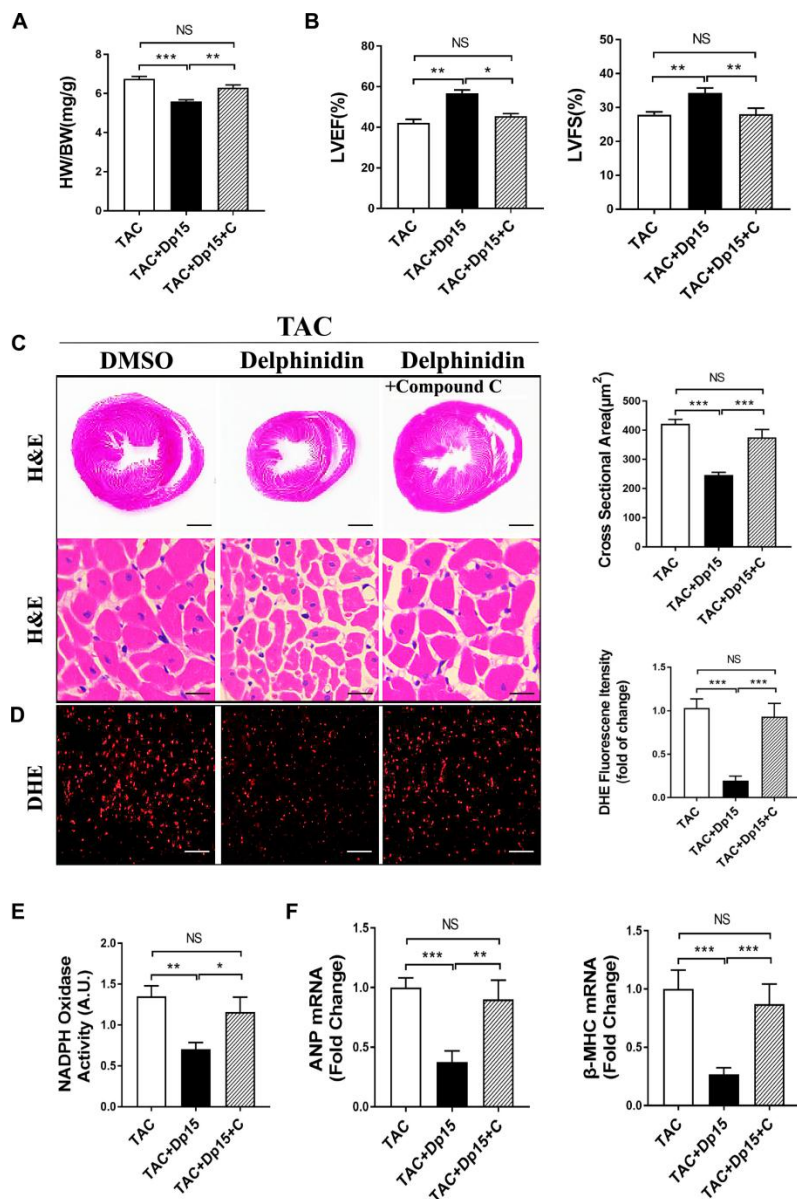 A
HW/BW(mg/g)
8
6
4
2
0
NS
***
**
TAC
TAC+Dp15
TAC+Dp15+C
B
LVEF(%)
80
60
40
20
0
NS
**
*
TAC
TAC+Dp15
TAC+Dp15+C
LVFS(%)
50
40
30
20
10
0
NS
**
**
TAC
TAC+Dp15
TAC+Dp15+C
C
TAC
DMSO
Delphinidin
Delphinidin
+Compound C
H&E
H&E
Cross Sectional Area(μm²)
500
400
300
200
100
0
NS
***
***
TAC
TAC+Dp15
TAC+Dp15+C
D
DHE
DHE Fluorescene Itensity
(fold of change)
1.5
1.0
0.5
0.0
NS
***
***
TAC
TAC+Dp15
TAC+Dp15+C
E
NADPH Oxidase
Activity (A.U.)
2.0
1.5
1.0
0.5
0.0
NS
**
*
TAC
TAC+Dp15
TAC+Dp15+C
F
ANP mRNA
(Fold Change)
1.5
1.0
0.5
0.0
NS
***
**
TAC
TAC+Dp15
TAC+Dp15+C
β-MHC mRNA
(Fold Change)
1.5
1.0
0.5
0.0
NS
***
***
TAC
TAC+Dp15
TAC+Dp15+C